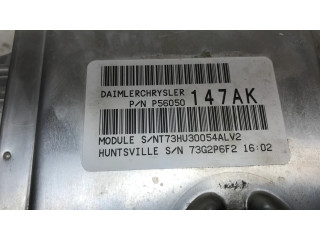 DAIMLERCHRYSLER
P/N P56050 147AK
MODULE S/NT73HU30054ALV2
HUNTSVILLE S/N 73G2P6F2 16:02